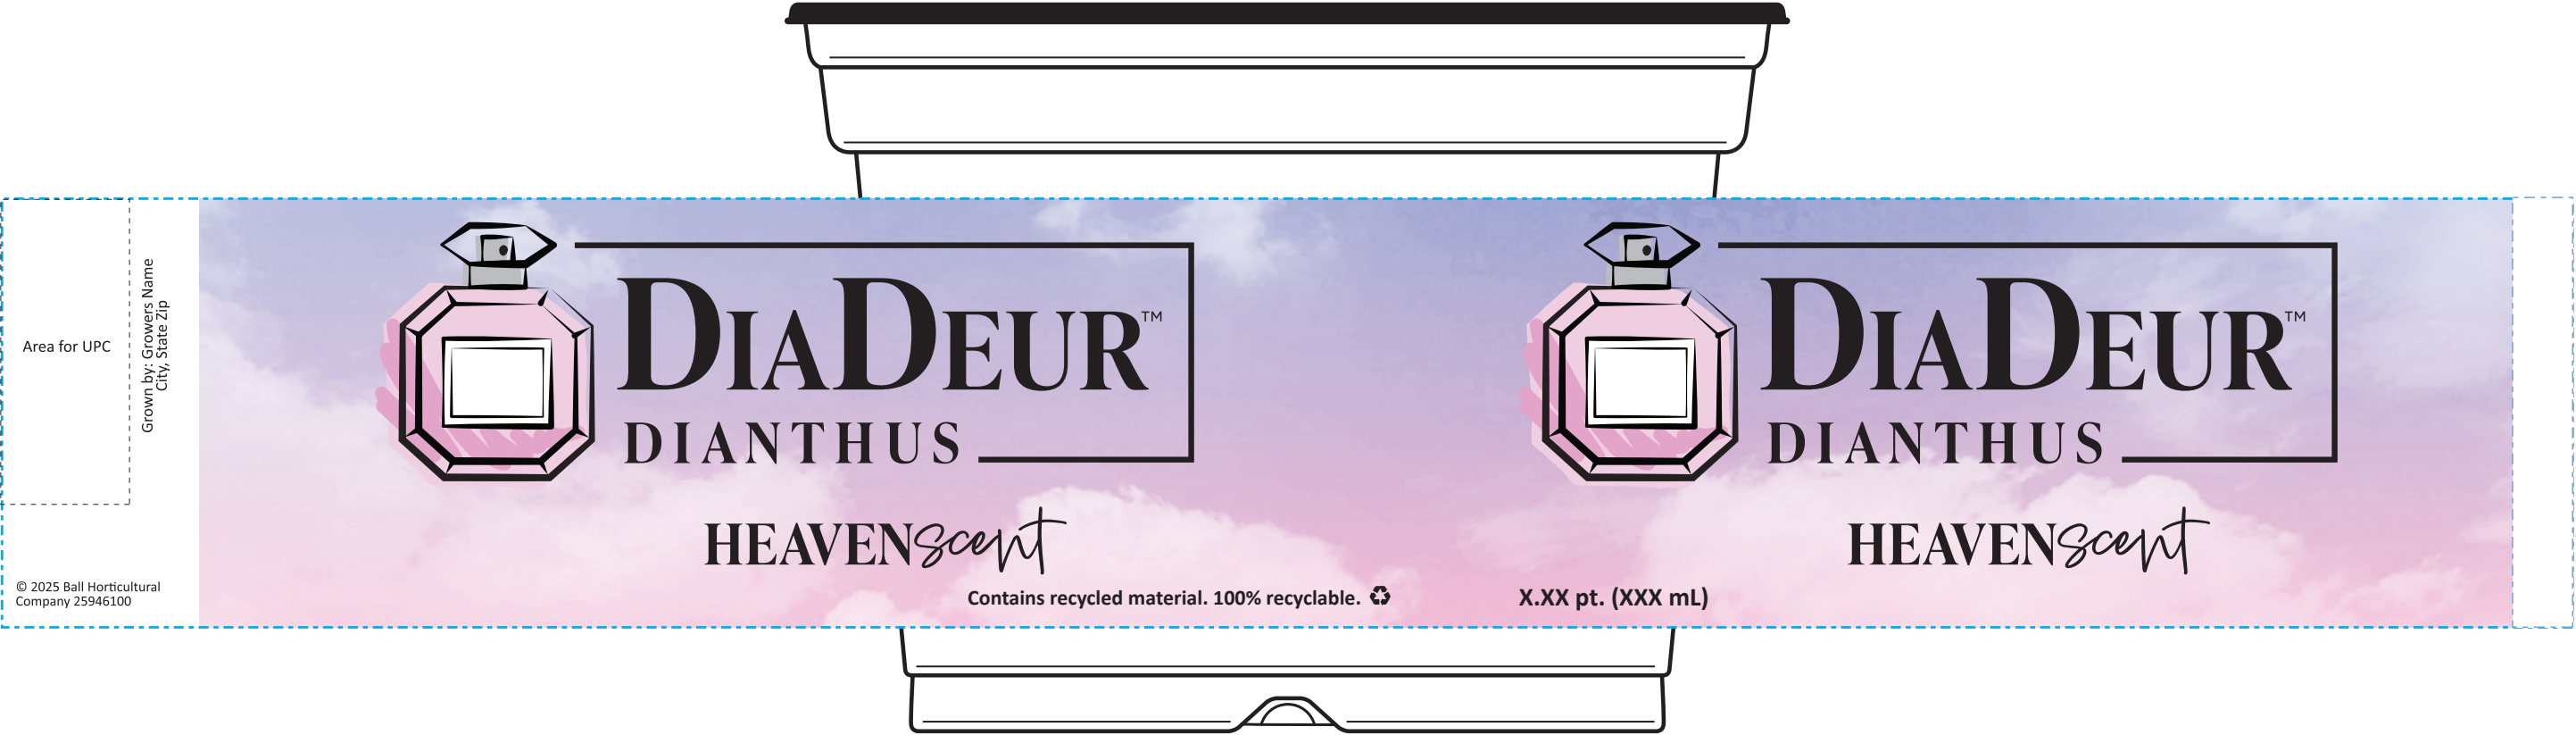 Area for UPC
Grown by: Growers Name
City, State Zip
© 2025 Ball Horticultural
Company 25946100
DIADEUR™
DIANTHUS
HEAVENscent
Contains recycled material. 100% recyclable.
DIADEUR™
DIANTHUS
HEAVENscent
X.XX pt. (XXX mL)